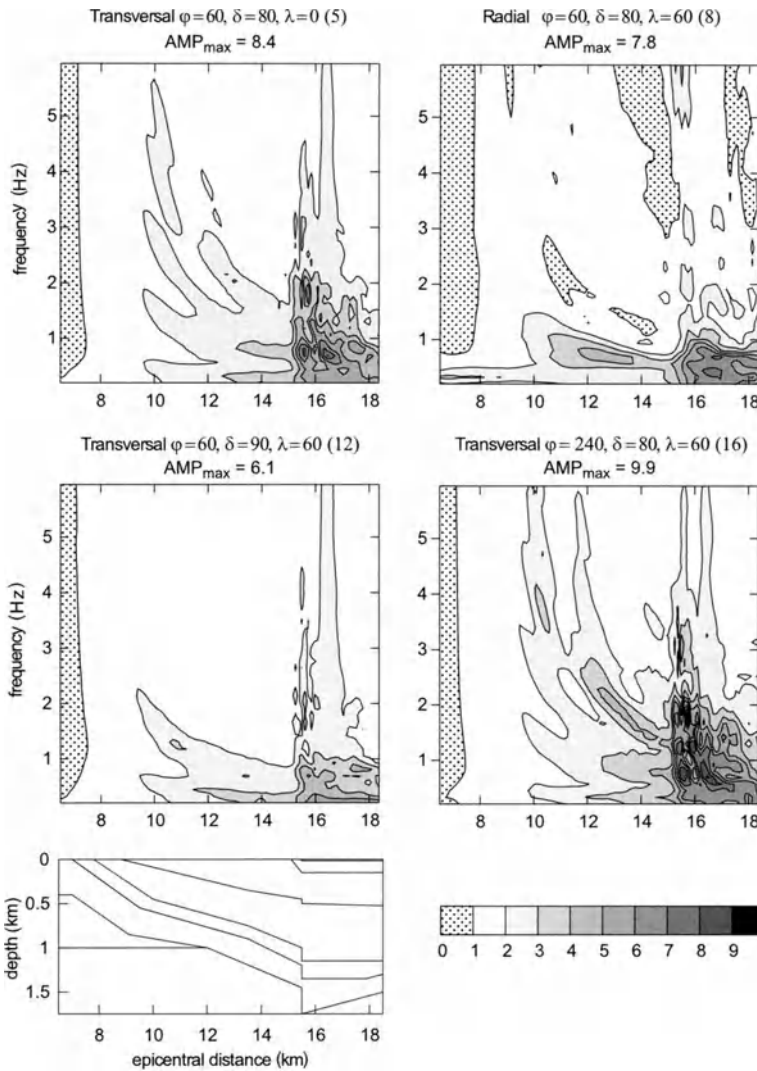 Transversal φ=60, δ=80, λ=0 (5)
AMPmax = 8.4
Radial φ=60, δ=80, λ=60 (8)
AMPmax = 7.8
frequency (Hz)
5
4
3
2
1
8 10 12 14 16 18
5
4
3
2
1
8 10 12 14 16 18
Transversal φ=60, δ=90, λ=60 (12)
AMPmax = 6.1
Transversal φ = 240, δ=80, λ=60 (16)
AMPmax = 9.9
frequency (Hz)
5
4
3
2
1
8 10 12 14 16 18
5
4
3
2
1
8 10 12 14 16 18
depth (km)
0
0.5
1
1.5
8 10 12 14 16 18
epicentral distance (km)
0 1 2 3 4 5 6 7 8 9